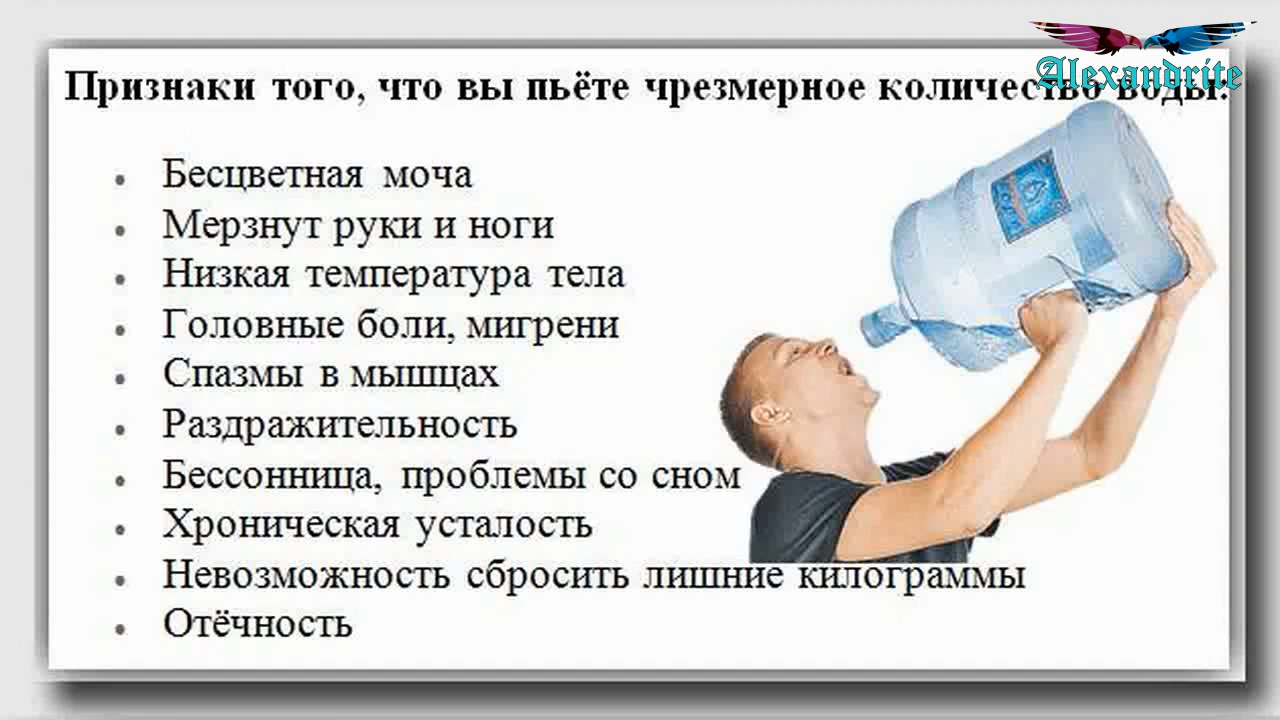 Alexandrite
Признаки того, что вы пьёте чрезмерное количество воды:
Бесцветная моча
Мерзнут руки и ноги
Низкая температура тела
Головные боли, мигрени
Спазмы в мышцах
Раздражительность
Бессонница, проблемы со сном
Хроническая усталость
Невозможность сбросить лишние килограммы
Отёчность